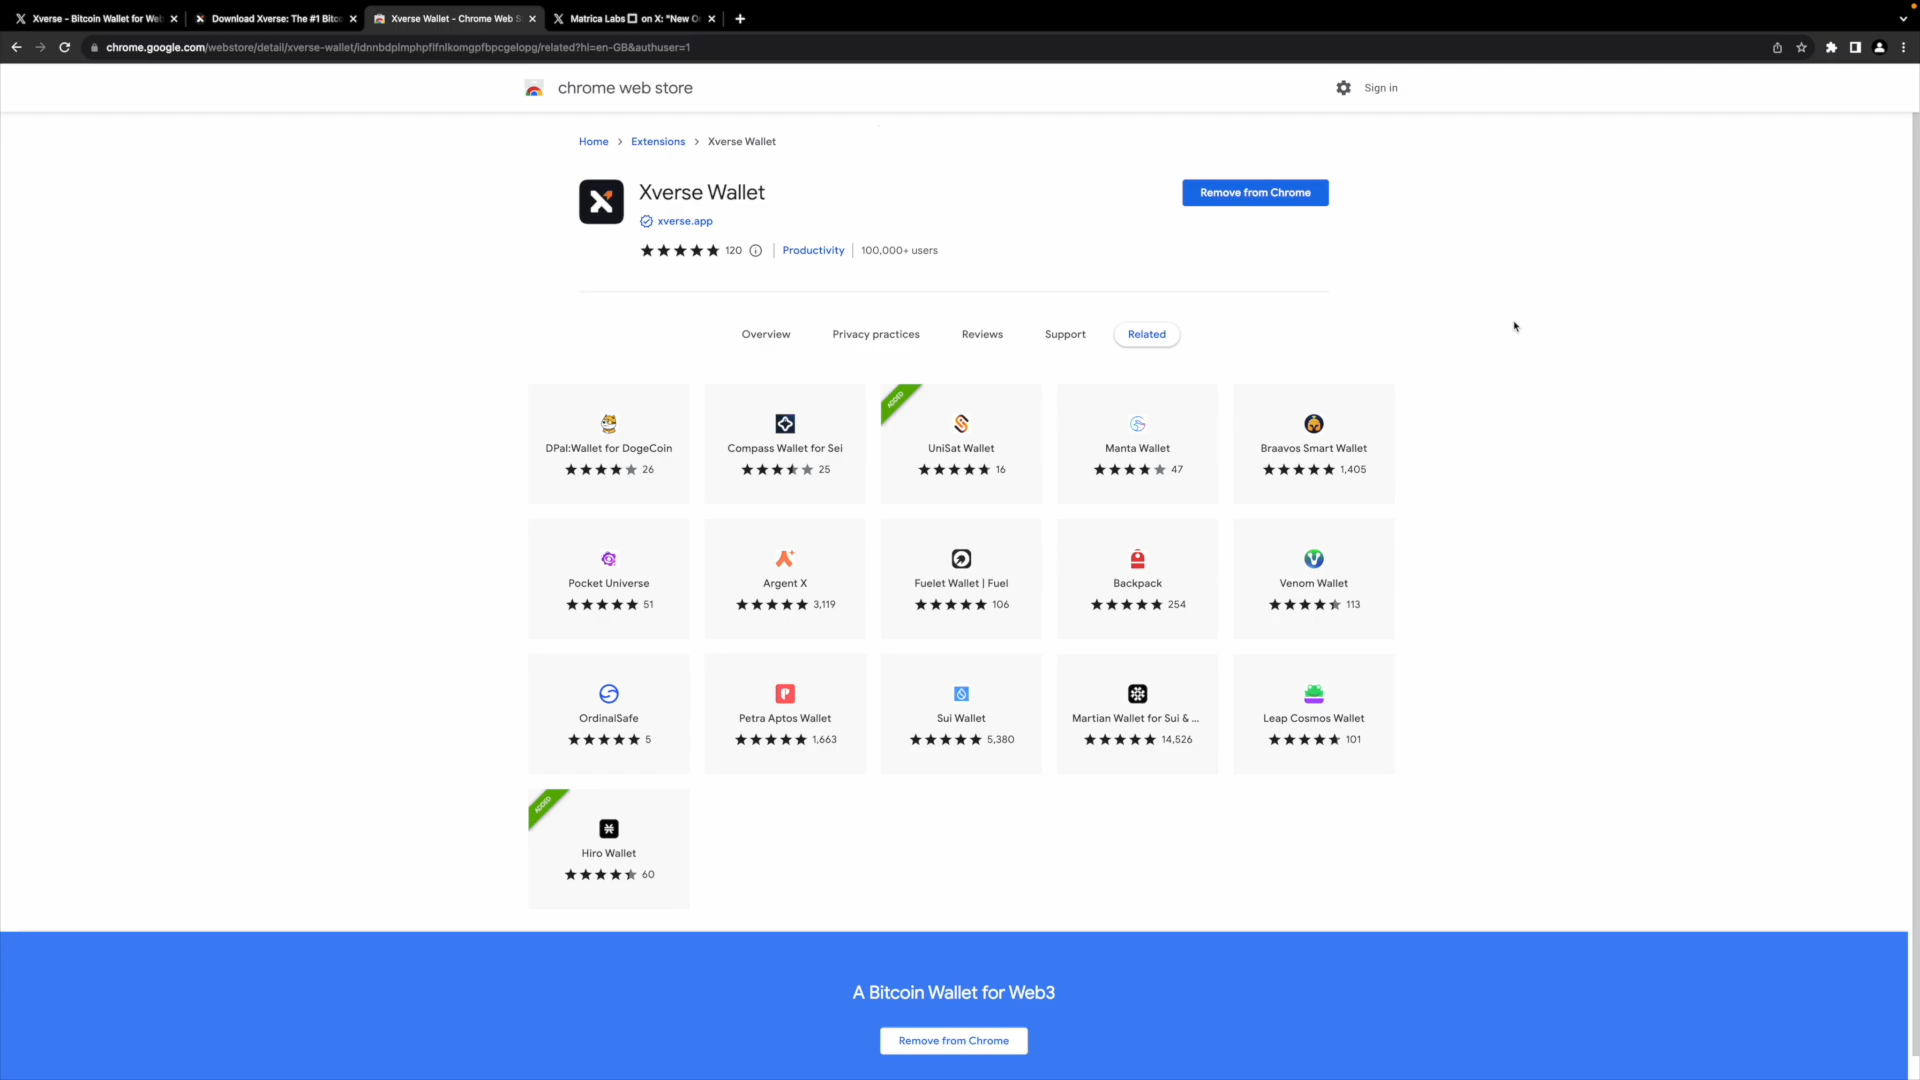 Xverse - Bitcoin Wallet for Web
Download Xverse: The #1 Bitco
Xverse Wallet - Chrome Web S
Matrica Labs on X: "New O
chrome.google.com/webstore/detail/xverse-wallet/idnnbdplmphpflfnlkomgpfbpcgelopg/related?hl=en-GB&authuser=1
chrome web store
Sign in
Home > Extensions > Xverse Wallet
Xverse Wallet
Remove from Chrome
xverse.app
120 Productivity 100,000+ users
Overview Privacy practices Reviews Support Related
ADDED
DPal:Wallet for DogeCoin Compass Wallet for Sei UniSat Wallet Manta Wallet Braavos Smart Wallet
26 25 16 47 1,405
Pocket Universe Argent X Fuelet Wallet | Fuel Backpack Venom Wallet
51 3,119 106 254 113
OrdinalSafe Petra Aptos Wallet Sui Wallet Martian Wallet for Sui & ... Leap Cosmos Wallet
5 1,663 5,380 14,526 101
ADDED
Hiro Wallet
60
A Bitcoin Wallet for Web3
Remove from Chrome